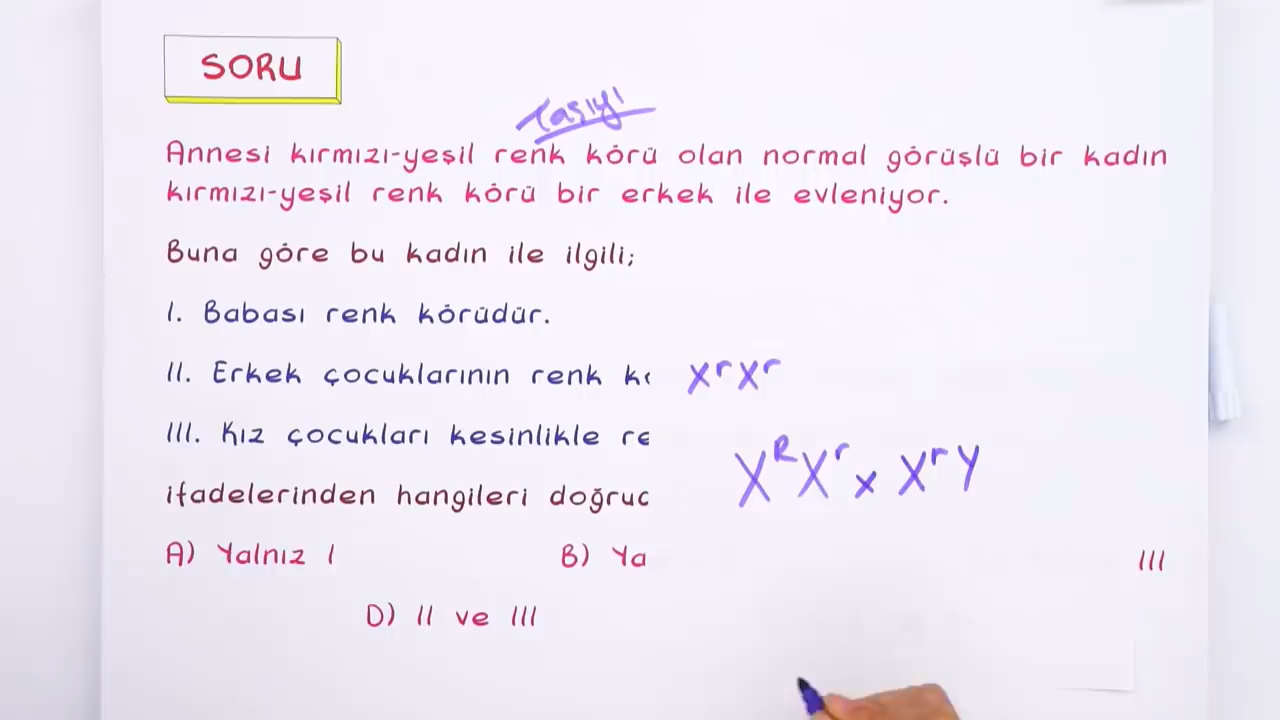 SORU
Taşıyı
Annesi kırmızı-yeşil renk körü olan normal görüşlü bir kadın
kırmızı-yeşil renk körü bir erkek ile evleniyor.
Buna göre bu kadın ile ilgili;
I. Babası renk körüdür.
II. Erkek çocuklarının renk
XʳXʳ
III. Kız çocukları kesinlikle re
XᴿXʳ x XʳY
ifadelerinden hangileri doğru
A) Yalnız I
B) Ya
III
D) II ve III